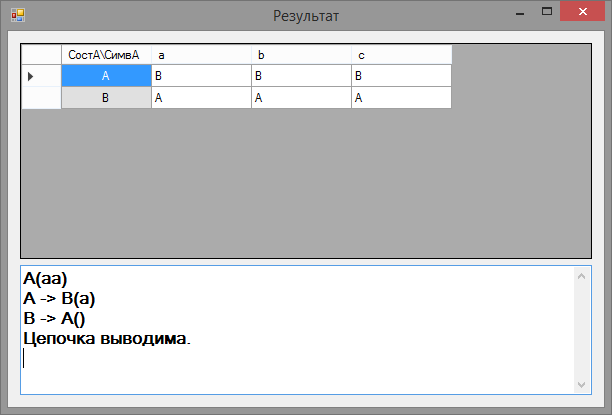 Результат
СостА\СимвА a b c
A B B B
B A A A
A(aa)
A -> B(a)
B -> A()
Цепочка выводима.